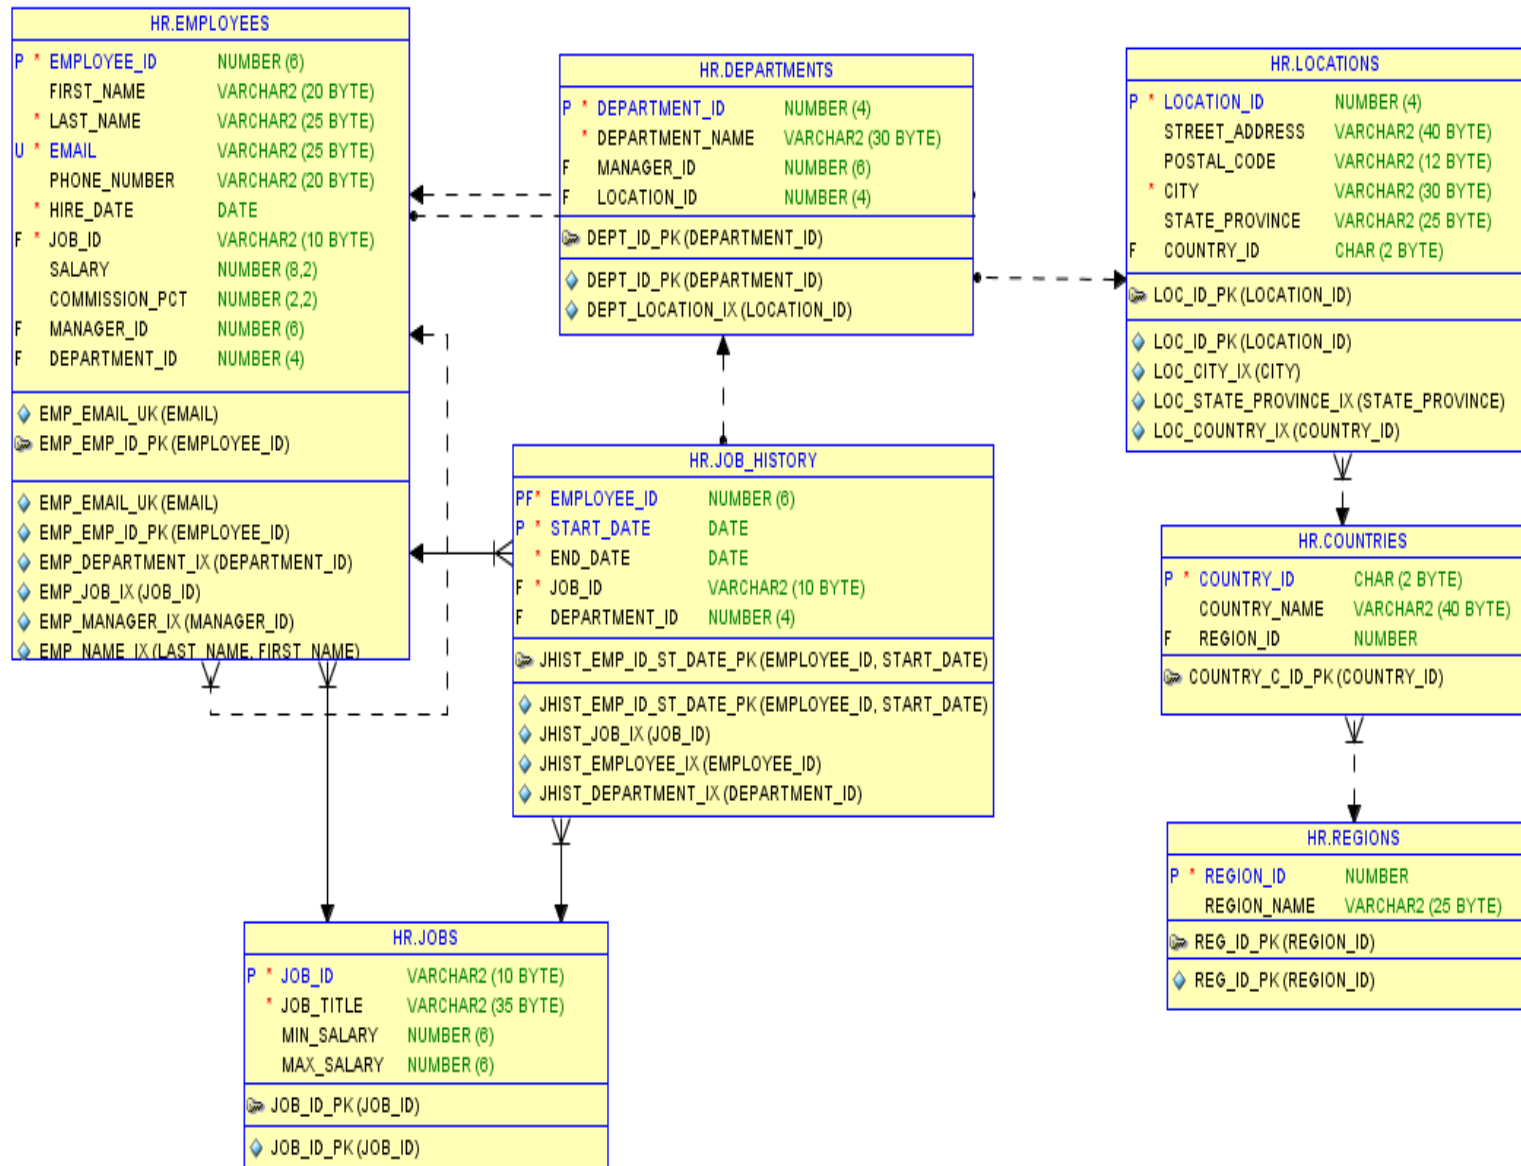 HR.EMPLOYEES
P * EMPLOYEE_ID NUMBER (6)
FIRST_NAME VARCHAR2 (20 BYTE)
* LAST_NAME VARCHAR2 (25 BYTE)
U * EMAIL VARCHAR2 (25 BYTE)
PHONE_NUMBER VARCHAR2 (20 BYTE)
* HIRE_DATE DATE
F * JOB_ID VARCHAR2 (10 BYTE)
SALARY NUMBER (8,2)
COMMISSION_PCT NUMBER (2,2)
F MANAGER_ID NUMBER (6)
F DEPARTMENT_ID NUMBER (4)
EMP_EMAIL_UK (EMAIL)
EMP_EMP_ID_PK (EMPLOYEE_ID)
EMP_EMAIL_UK (EMAIL)
EMP_EMP_ID_PK (EMPLOYEE_ID)
EMP_DEPARTMENT_IX (DEPARTMENT_ID)
EMP_JOB_IX (JOB_ID)
EMP_MANAGER_IX (MANAGER_ID)
EMP_NAME_IX (LAST_NAME, FIRST_NAME)
HR.DEPARTMENTS
P * DEPARTMENT_ID NUMBER (4)
* DEPARTMENT_NAME VARCHAR2 (30 BYTE)
F MANAGER_ID NUMBER (6)
F LOCATION_ID NUMBER (4)
DEPT_ID_PK (DEPARTMENT_ID)
DEPT_ID_PK (DEPARTMENT_ID)
DEPT_LOCATION_IX (LOCATION_ID)
HR.LOCATIONS
P * LOCATION_ID NUMBER (4)
STREET_ADDRESS VARCHAR2 (40 BYTE)
POSTAL_CODE VARCHAR2 (12 BYTE)
* CITY VARCHAR2 (30 BYTE)
STATE_PROVINCE VARCHAR2 (25 BYTE)
F COUNTRY_ID CHAR (2 BYTE)
LOC_ID_PK (LOCATION_ID)
LOC_ID_PK (LOCATION_ID)
LOC_CITY_IX (CITY)
LOC_STATE_PROVINCE_IX (STATE_PROVINCE)
LOC_COUNTRY_IX (COUNTRY_ID)
HR.JOB_HISTORY
PF* EMPLOYEE_ID NUMBER (6)
P * START_DATE DATE
* END_DATE DATE
F * JOB_ID VARCHAR2 (10 BYTE)
F DEPARTMENT_ID NUMBER (4)
JHIST_EMP_ID_ST_DATE_PK (EMPLOYEE_ID, START_DATE)
JHIST_EMP_ID_ST_DATE_PK (EMPLOYEE_ID, START_DATE)
JHIST_JOB_IX (JOB_ID)
JHIST_EMPLOYEE_IX (EMPLOYEE_ID)
JHIST_DEPARTMENT_IX (DEPARTMENT_ID)
HR.COUNTRIES
P * COUNTRY_ID CHAR (2 BYTE)
COUNTRY_NAME VARCHAR2 (40 BYTE)
F REGION_ID NUMBER
COUNTRY_C_ID_PK (COUNTRY_ID)
HR.REGIONS
P * REGION_ID NUMBER
REGION_NAME VARCHAR2 (25 BYTE)
REG_ID_PK (REGION_ID)
REG_ID_PK (REGION_ID)
HR.JOBS
P * JOB_ID VARCHAR2 (10 BYTE)
* JOB_TITLE VARCHAR2 (35 BYTE)
MIN_SALARY NUMBER (6)
MAX_SALARY NUMBER (6)
JOB_ID_PK (JOB_ID)
JOB_ID_PK (JOB_ID)